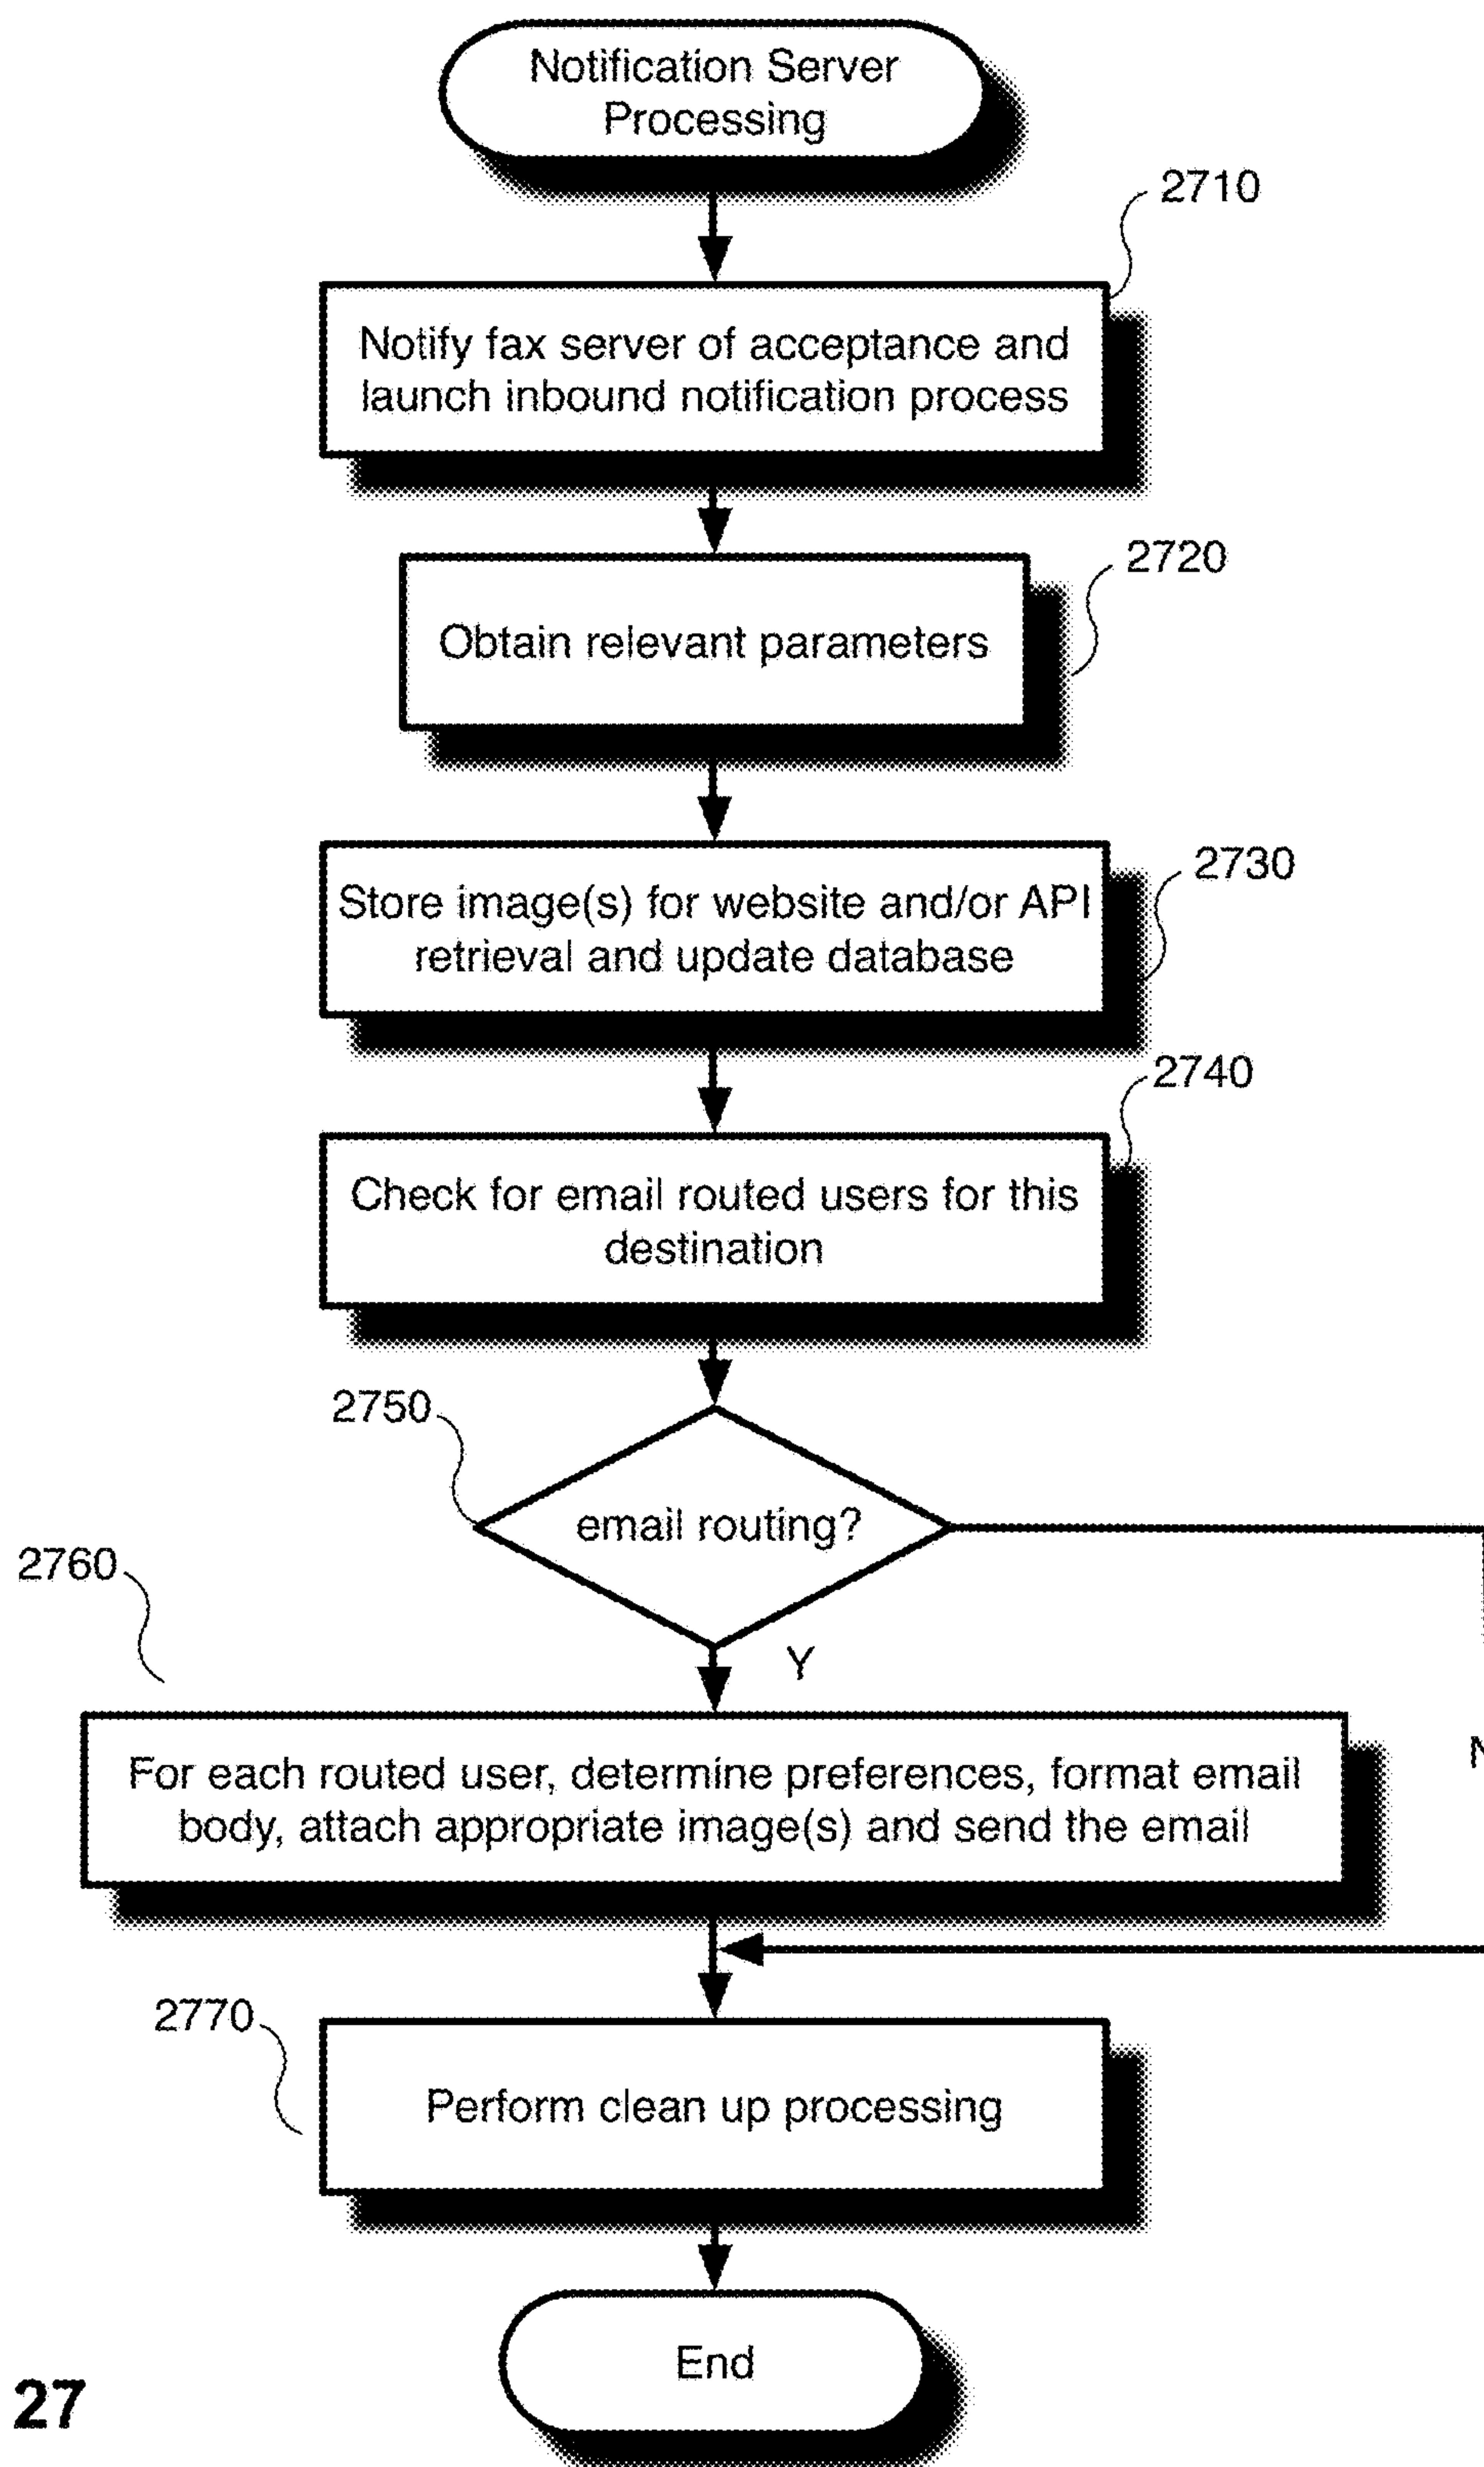 Notification Server
Processing
2710
Notify fax server of acceptance and
launch inbound notification process
2720
Obtain relevant parameters
2730
Store image(s) for website and/or API
retrieval and update database
2740
Check for email routed users for this
destination
2750
email routing?
2760
Y
N
For each routed user, determine preferences, format email
body, attach appropriate image(s) and send the email
2770
Perform clean up processing
End
27